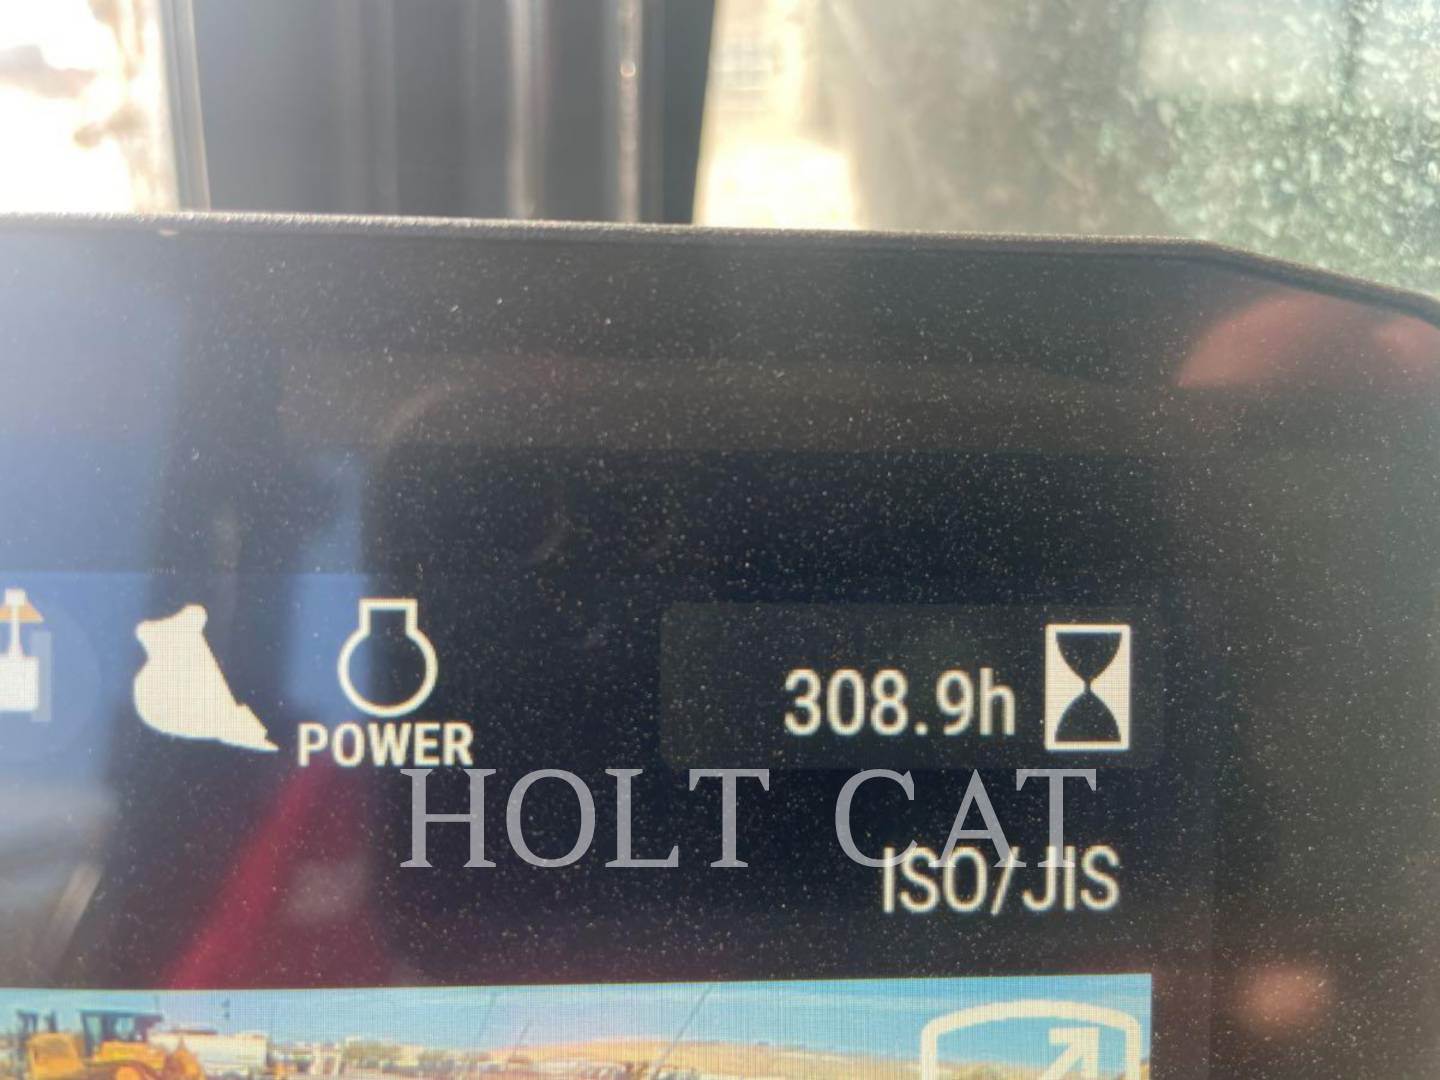 308.9h
POWER
HOLT CAT
ISO/JIS